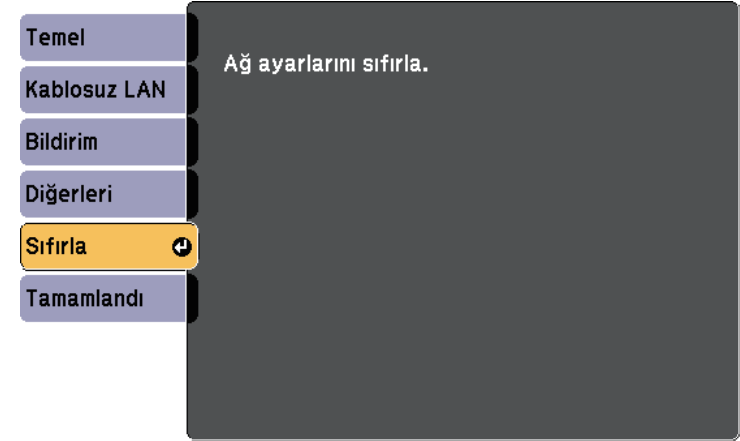 Temel
Kablosuz LAN
Bildirim
Diğerleri
Sıfırla
Tamamlandı
Ağ ayarlarını sıfırla.